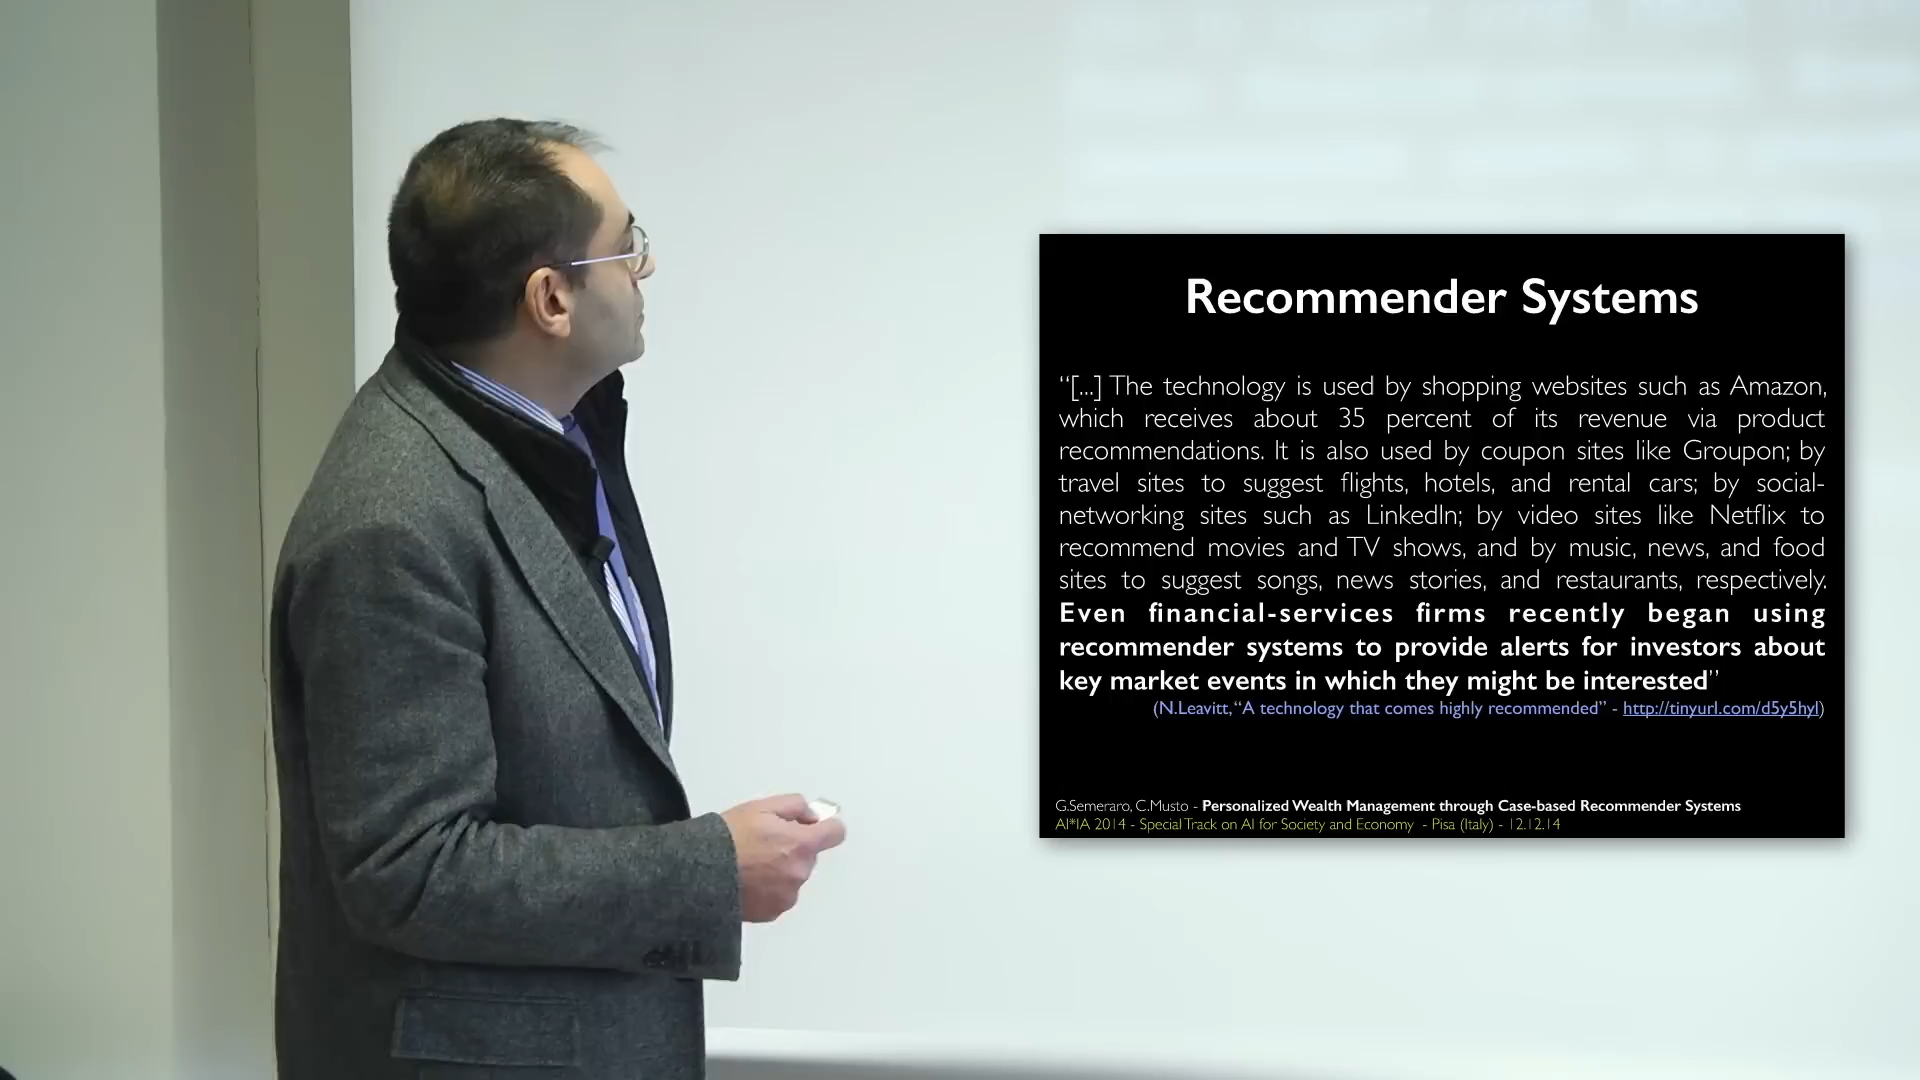 Recommender Systems
“[...] The technology is used by shopping websites such as Amazon,
which receives about 35 percent of its revenue via product
recommendations. It is also used by coupon sites like Groupon; by
travel sites to suggest flights, hotels, and rental cars; by social-
networking sites such as LinkedIn; by video sites like Netflix to
recommend movies and TV shows, and by music, news, and food
sites to suggest songs, news stories, and restaurants, respectively.
Even financial-services firms recently began using
recommender systems to provide alerts for investors about
key market events in which they might be interested”
(N.Leavitt,“A technology that comes highly recommended” - http://tinyurl.com/d5y5hyl)
G.Semeraro, C.Musto - Personalized Wealth Management through Case-based Recommender Systems
AI*IA 2014 - Special Track on AI for Society and Economy - Pisa (Italy) - 12.12.14